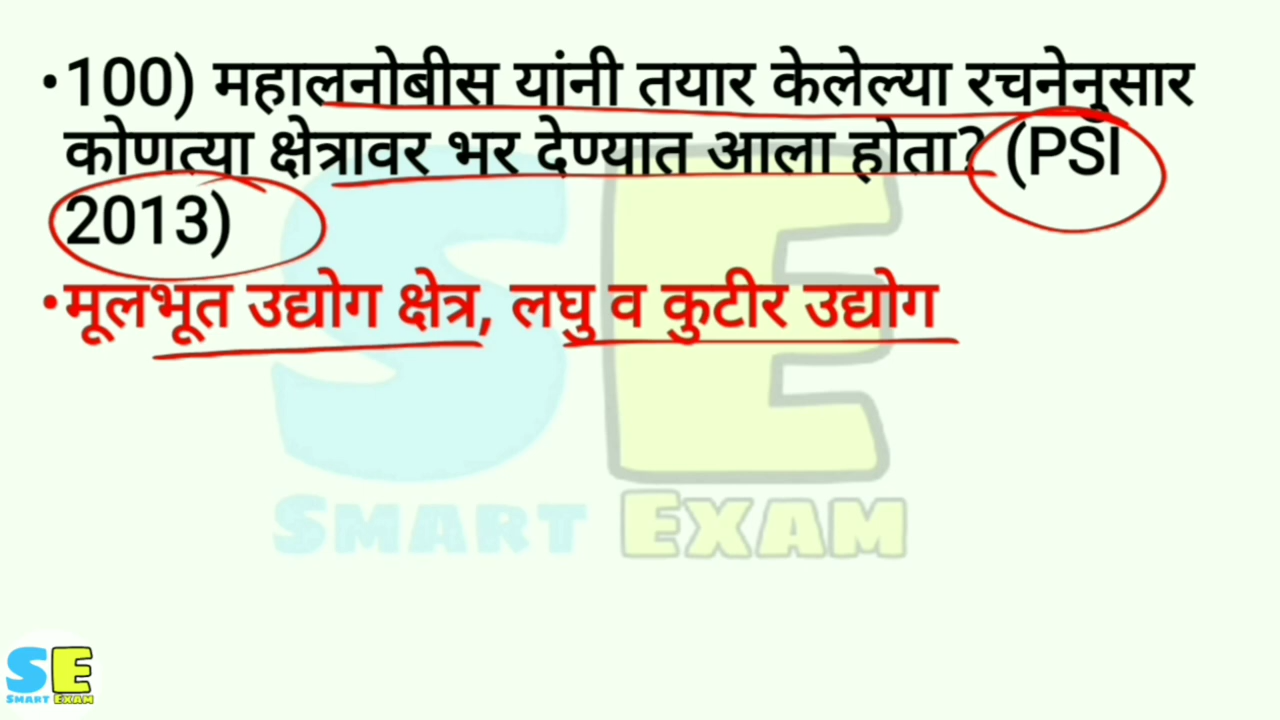 •100) महालनोबीस यांनी तयार केलेल्या रचनेनुसार
कोणत्या क्षेत्रावर भर देण्यात आला होता? (PSI
2013)
•मूलभूत उद्योग क्षेत्र, लघु व कुटीर उद्योग
SE
SMART EXAM
SE
SMART EXAM